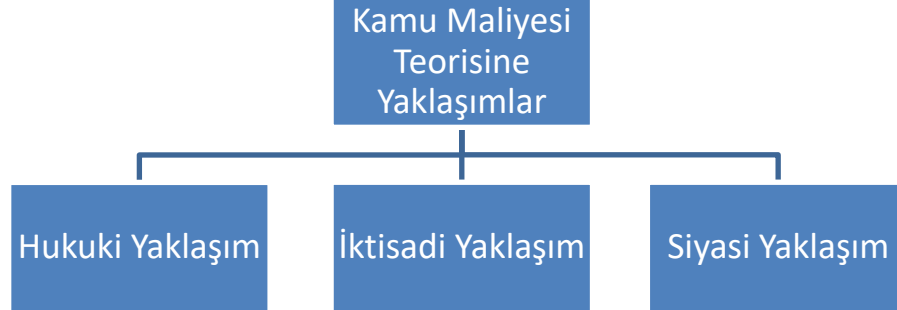 Kamu Maliyesi
Teorisine
Yaklaşımlar
Hukuki Yaklaşım
İktisadi Yaklaşım
Siyasi Yaklaşım